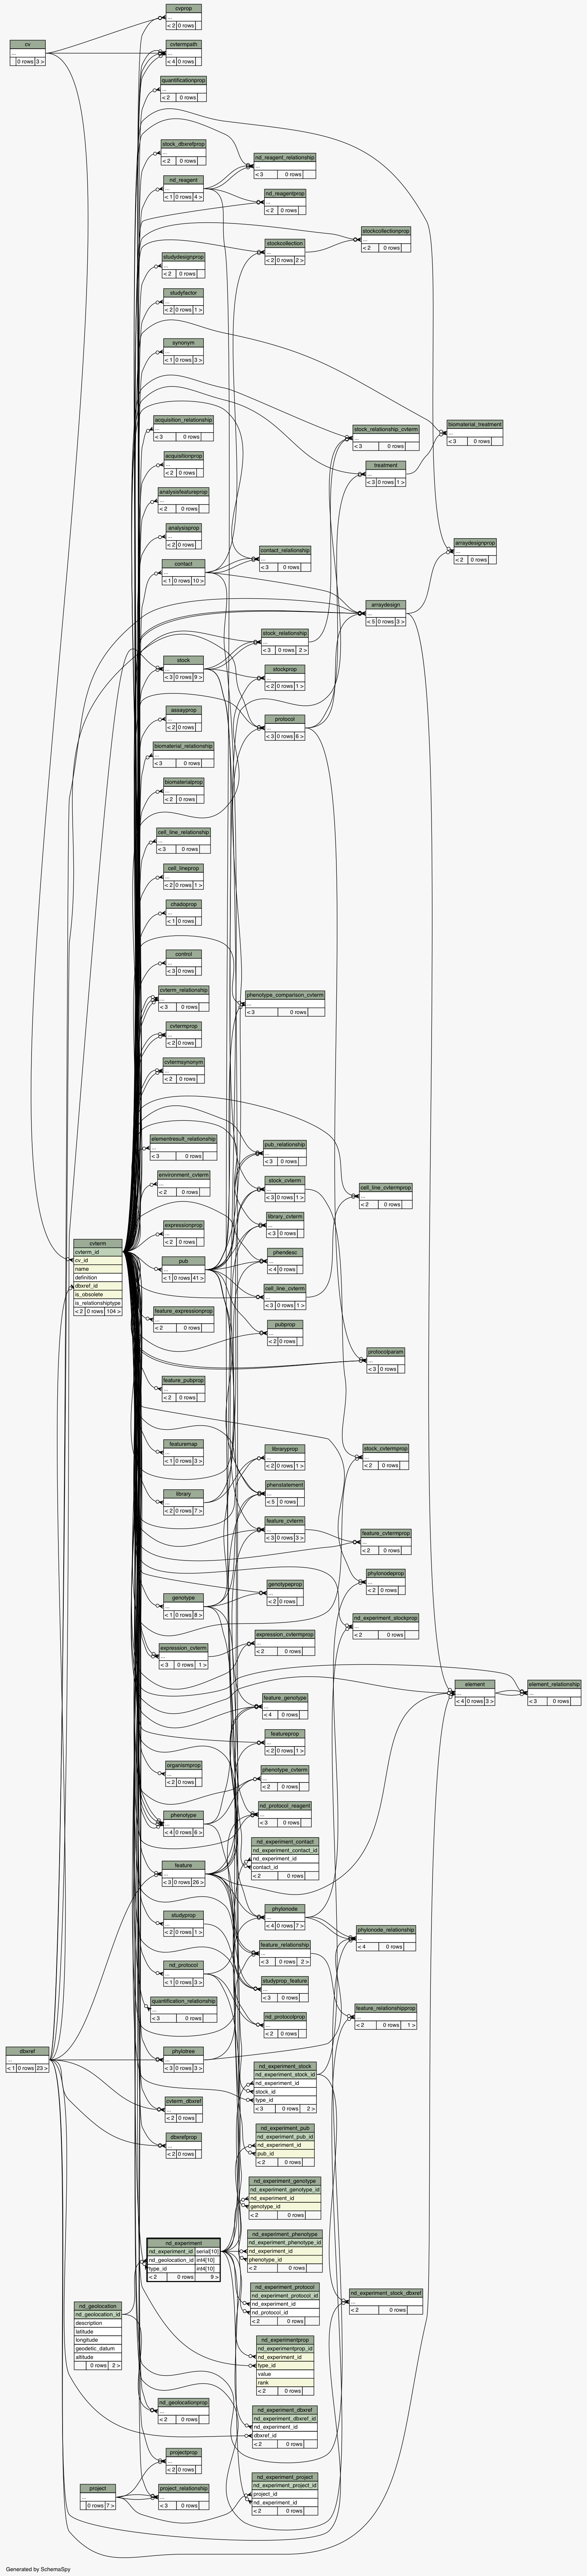 cv
...
0 rows 3 >
cvterm
cvterm_id
cv_id
name
definition
dbxref_id
is_obsolete
is_relationshiptype
< 2 0 rows 104 >
dbxref
...
< 1 0 rows 23 >
nd_geolocation
nd_geolocation_id
description
latitude
longitude
geodetic_datum
altitude
0 rows 2 >
project
...
0 rows 7 >
cvprop
...
< 2 0 rows
cvtermpath
...
< 4 0 rows
quantificationprop
...
< 2 0 rows
stock_dbxrefprop
...
< 2 0 rows
nd_reagent
...
< 1 0 rows 4 >
studydesignprop
...
< 2 0 rows
studyfactor
...
< 2 0 rows 1 >
synonym
...
< 1 0 rows 3 >
acquisition_relationship
...
< 3 0 rows
acquisitionprop
...
< 2 0 rows
analysisfeatureprop
...
< 2 0 rows
analysisprop
...
< 2 0 rows
contact
...
< 1 0 rows 10 >
stock
...
< 3 0 rows 9 >
assayprop
...
< 2 0 rows
biomaterial_relationship
...
< 3 0 rows
biomaterialprop
...
< 2 0 rows
cell_line_relationship
...
< 3 0 rows
cell_lineprop
...
< 2 0 rows 1 >
chadoprop
...
< 1 0 rows
control
...
< 3 0 rows
cvterm_relationship
...
< 3 0 rows
cvtermprop
...
< 2 0 rows
cvtermsynonym
...
< 2 0 rows
elementresult_relationship
...
< 3 0 rows
environment_cvterm
...
< 2 0 rows
expressionprop
...
< 2 0 rows
pub
...
< 1 0 rows 41 >
feature_expressionprop
...
< 2 0 rows
feature_pubprop
...
< 2 0 rows
featuremap
...
< 1 0 rows 3 >
library
...
< 2 0 rows 7 >
genotype
...
< 1 0 rows 8 >
expression_cvterm
...
< 3 0 rows 1 >
organismprop
...
< 2 0 rows
phenotype
...
< 4 0 rows 6 >
feature
...
< 3 0 rows 26 >
studyprop
...
< 2 0 rows 1 >
nd_protocol
...
< 1 0 rows 3 >
quantification_relationship
...
< 3 0 rows
phylotree
...
< 3 0 rows 3 >
cvterm_dbxref
...
< 2 0 rows
dbxrefprop
...
< 2 0 rows
nd_experiment
nd_experiment_id serial[10]
nd_geolocation_id int4[10]
type_id int4[10]
< 2 0 rows 9 >
nd_geolocationprop
...
< 2 0 rows
projectprop
...
< 2 0 rows
project_relationship
...
< 3 0 rows
nd_reagent_relationship
...
< 3 0 rows
nd_reagentprop
...
< 2 0 rows
stockcollection
...
< 2 0 rows 2 >
contact_relationship
...
< 3 0 rows
stock_relationship
...
< 3 0 rows 2 >
stockprop
...
< 2 0 rows 1 >
protocol
...
< 3 0 rows 6 >
phenotype_comparison_cvterm
...
< 3 0 rows
pub_relationship
...
< 3 0 rows
stock_cvterm
...
< 3 0 rows 1 >
library_cvterm
...
< 3 0 rows
phendesc
...
< 4 0 rows
cell_line_cvterm
...
< 3 0 rows 1 >
pubprop
...
< 2 0 rows
libraryprop
...
< 2 0 rows 1 >
phenstatement
...
< 5 0 rows
feature_cvterm
...
< 3 0 rows 3 >
genotypeprop
...
< 2 0 rows
expression_cvtermprop
...
< 2 0 rows
feature_genotype
...
< 4 0 rows
featureprop
...
< 2 0 rows 1 >
phenotype_cvterm
...
< 2 0 rows
nd_protocol_reagent
...
< 3 0 rows
nd_experiment_contact
nd_experiment_contact_id
nd_experiment_id
contact_id
< 2 0 rows
phylonode
...
< 4 0 rows 7 >
feature_relationship
...
< 3 0 rows 2 >
studyprop_feature
...
< 3 0 rows
nd_protocolprop
...
< 2 0 rows
nd_experiment_stock
nd_experiment_stock_id
nd_experiment_id
stock_id
type_id
< 3 0 rows 2 >
nd_experiment_pub
nd_experiment_pub_id
nd_experiment_id
pub_id
< 2 0 rows
nd_experiment_genotype
nd_experiment_genotype_id
nd_experiment_id
genotype_id
< 2 0 rows
nd_experiment_phenotype
nd_experiment_phenotype_id
nd_experiment_id
phenotype_id
< 2 0 rows
nd_experiment_protocol
nd_experiment_protocol_id
nd_experiment_id
nd_protocol_id
< 2 0 rows
nd_experimentprop
nd_experimentprop_id
nd_experiment_id
type_id
value
rank
< 2 0 rows
nd_experiment_dbxref
nd_experiment_dbxref_id
nd_experiment_id
dbxref_id
< 2 0 rows
nd_experiment_project
nd_experiment_project_id
project_id
nd_experiment_id
< 2 0 rows
stockcollectionprop
...
< 2 0 rows
stock_relationship_cvterm
...
< 3 0 rows
treatment
...
< 3 0 rows 1 >
arraydesign
...
< 5 0 rows 3 >
cell_line_cvtermprop
...
< 2 0 rows
protocolparam
...
< 3 0 rows
stock_cvtermprop
...
< 2 0 rows
feature_cvtermprop
...
< 2 0 rows
phylonodeprop
...
< 2 0 rows
nd_experiment_stockprop
...
< 2 0 rows
phylonode_relationship
...
< 4 0 rows
feature_relationshipprop
...
< 2 0 rows 1 >
nd_experiment_stock_dbxref
...
< 2 0 rows
biomaterial_treatment
...
< 3 0 rows
arraydesignprop
...
< 2 0 rows
element
...
< 4 0 rows 3 >
element_relationship
...
< 3 0 rows
Generated by SchemaSpy